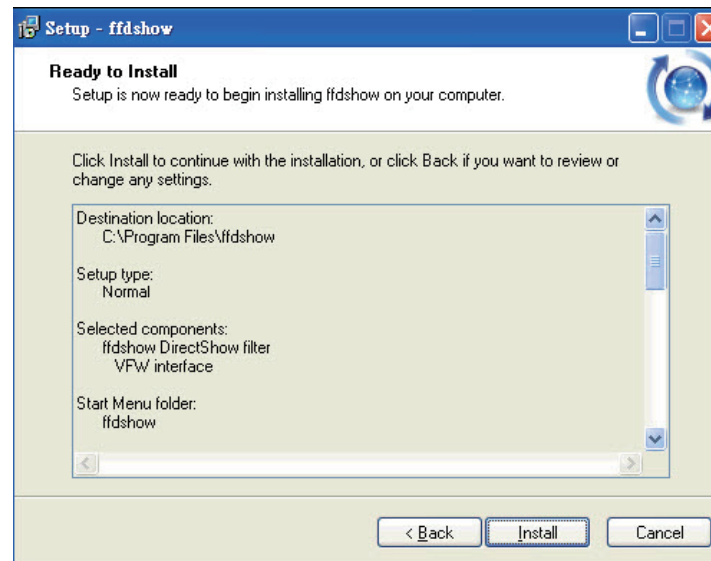 Setup - ffdshow
Ready to Install
Setup is now ready to begin installing ffdshow on your computer.
Click Install to continue with the installation, or click Back if you want to review or
change any settings.
Destination location:
C:\Program Files\ffdshow
Setup type:
Normal
Selected components:
ffdshow DirectShow filter
VFW interface
Start Menu folder:
ffdshow
< Back Install Cancel